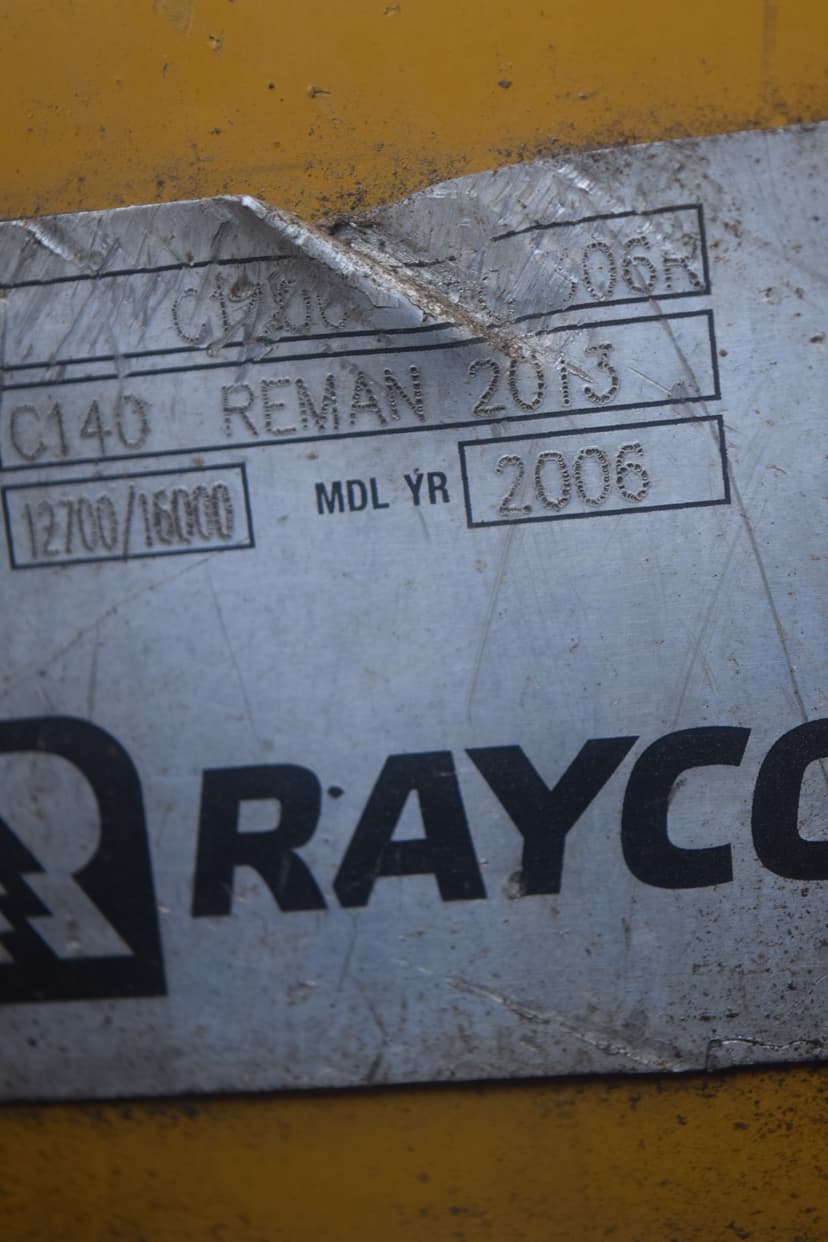 C140 REMAN 2013
12700/16000 MDL YR 2006
RAYCO